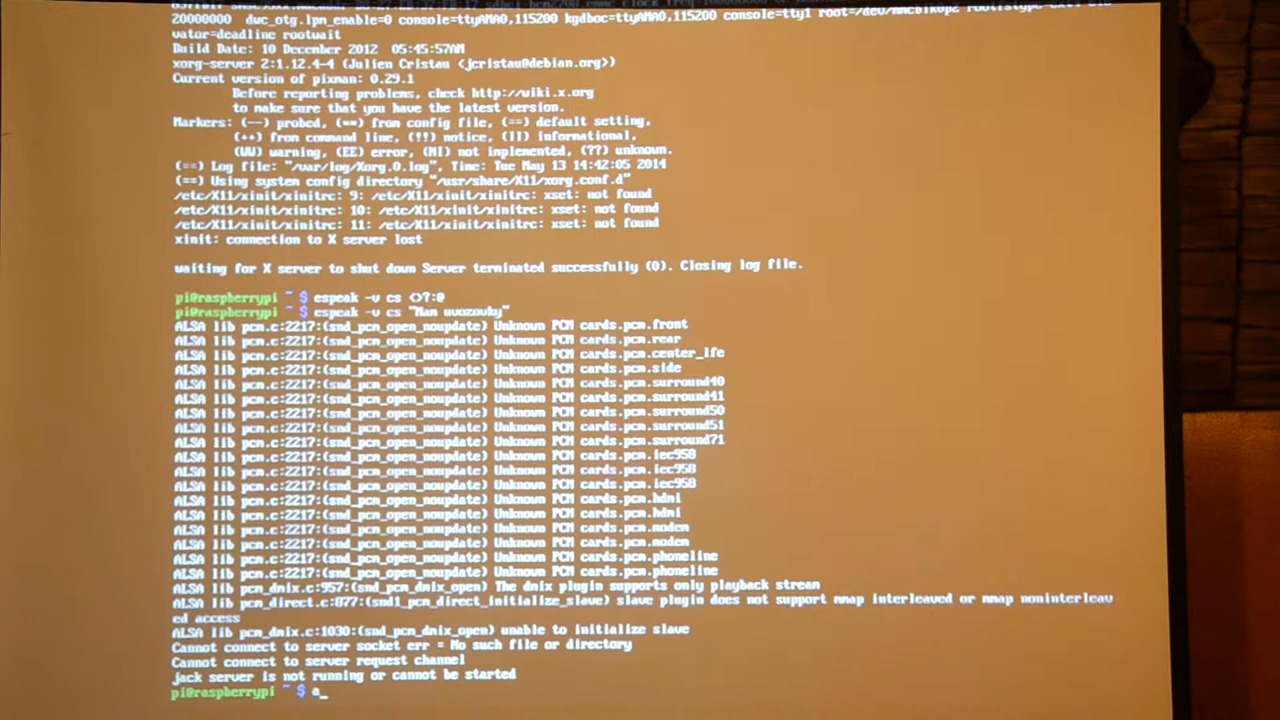 20000000 dwc_otg.lpm_enable=0 console=ttyAMA0,115200 kgdboc=ttyAMA0,115200 console=tty1 root=/dev/mmcblk0p2
vator=deadline rootwait
Build Date: 10 December 2012  05:45:57AM
xorg-server 2:1.12.4-4 (Julien Cristau <jcristau@debian.org>)
Current version of pixman: 0.29.1
Before reporting problems, check http://wiki.x.org
to make sure that you have the latest version.
Markers: (--) probed, (**) from config file, (==) default setting,
(++) from command line, (!!) notice, (II) informational,
(WW) warning, (EE) error, (NI) not implemented, (??) unknown.
(==) Log file: "/var/log/Xorg.0.log", Time: Tue May 13 14:42:05 2014
(==) Using system config directory "/usr/share/X11/xorg.conf.d"
/etc/X11/xinit/xinitrc: 9: /etc/X11/xinit/xinitrc: xset: not found
/etc/X11/xinit/xinitrc: 10: /etc/X11/xinit/xinitrc: xset: not found
/etc/X11/xinit/xinitrc: 11: /etc/X11/xinit/xinitrc: xset: not found
xinit: connection to X server lost
waiting for X server to shut down Server terminated successfully (0). Closing log file.
pi@raspberrypi ~ $ espeak -v cs <>?:@
pi@raspberrypi ~ $ espeak -v cs "Mam uvozovky"
ALSA lib pcm.c:2217:(snd_pcm_open_noupdate) Unknown PCM cards.pcm.front
ALSA lib pcm.c:2217:(snd_pcm_open_noupdate) Unknown PCM cards.pcm.rear
ALSA lib pcm.c:2217:(snd_pcm_open_noupdate) Unknown PCM cards.pcm.center_lfe
ALSA lib pcm.c:2217:(snd_pcm_open_noupdate) Unknown PCM cards.pcm.side
ALSA lib pcm.c:2217:(snd_pcm_open_noupdate) Unknown PCM cards.pcm.surround40
ALSA lib pcm.c:2217:(snd_pcm_open_noupdate) Unknown PCM cards.pcm.surround41
ALSA lib pcm.c:2217:(snd_pcm_open_noupdate) Unknown PCM cards.pcm.surround50
ALSA lib pcm.c:2217:(snd_pcm_open_noupdate) Unknown PCM cards.pcm.surround51
ALSA lib pcm.c:2217:(snd_pcm_open_noupdate) Unknown PCM cards.pcm.surround71
ALSA lib pcm.c:2217:(snd_pcm_open_noupdate) Unknown PCM cards.pcm.iec958
ALSA lib pcm.c:2217:(snd_pcm_open_noupdate) Unknown PCM cards.pcm.iec958
ALSA lib pcm.c:2217:(snd_pcm_open_noupdate) Unknown PCM cards.pcm.iec958
ALSA lib pcm.c:2217:(snd_pcm_open_noupdate) Unknown PCM cards.pcm.hdmi
ALSA lib pcm.c:2217:(snd_pcm_open_noupdate) Unknown PCM cards.pcm.hdmi
ALSA lib pcm.c:2217:(snd_pcm_open_noupdate) Unknown PCM cards.pcm.modem
ALSA lib pcm.c:2217:(snd_pcm_open_noupdate) Unknown PCM cards.pcm.modem
ALSA lib pcm.c:2217:(snd_pcm_open_noupdate) Unknown PCM cards.pcm.phoneline
ALSA lib pcm.c:2217:(snd_pcm_open_noupdate) Unknown PCM cards.pcm.phoneline
ALSA lib pcm_dmix.c:957:(snd_pcm_dmix_open) The dmix plugin supports only playback stream
ALSA lib pcm_direct.c:877:(snd1_pcm_direct_initialize_slave) slave plugin does not support mmap interleaved or mmap noninterleav
ed access
ALSA lib pcm_dmix.c:1030:(snd_pcm_dmix_open) unable to initialize slave
Cannot connect to server socket err = No such file or directory
Cannot connect to server request channel
jack server is not running or cannot be started
pi@raspberrypi ~ $ a_